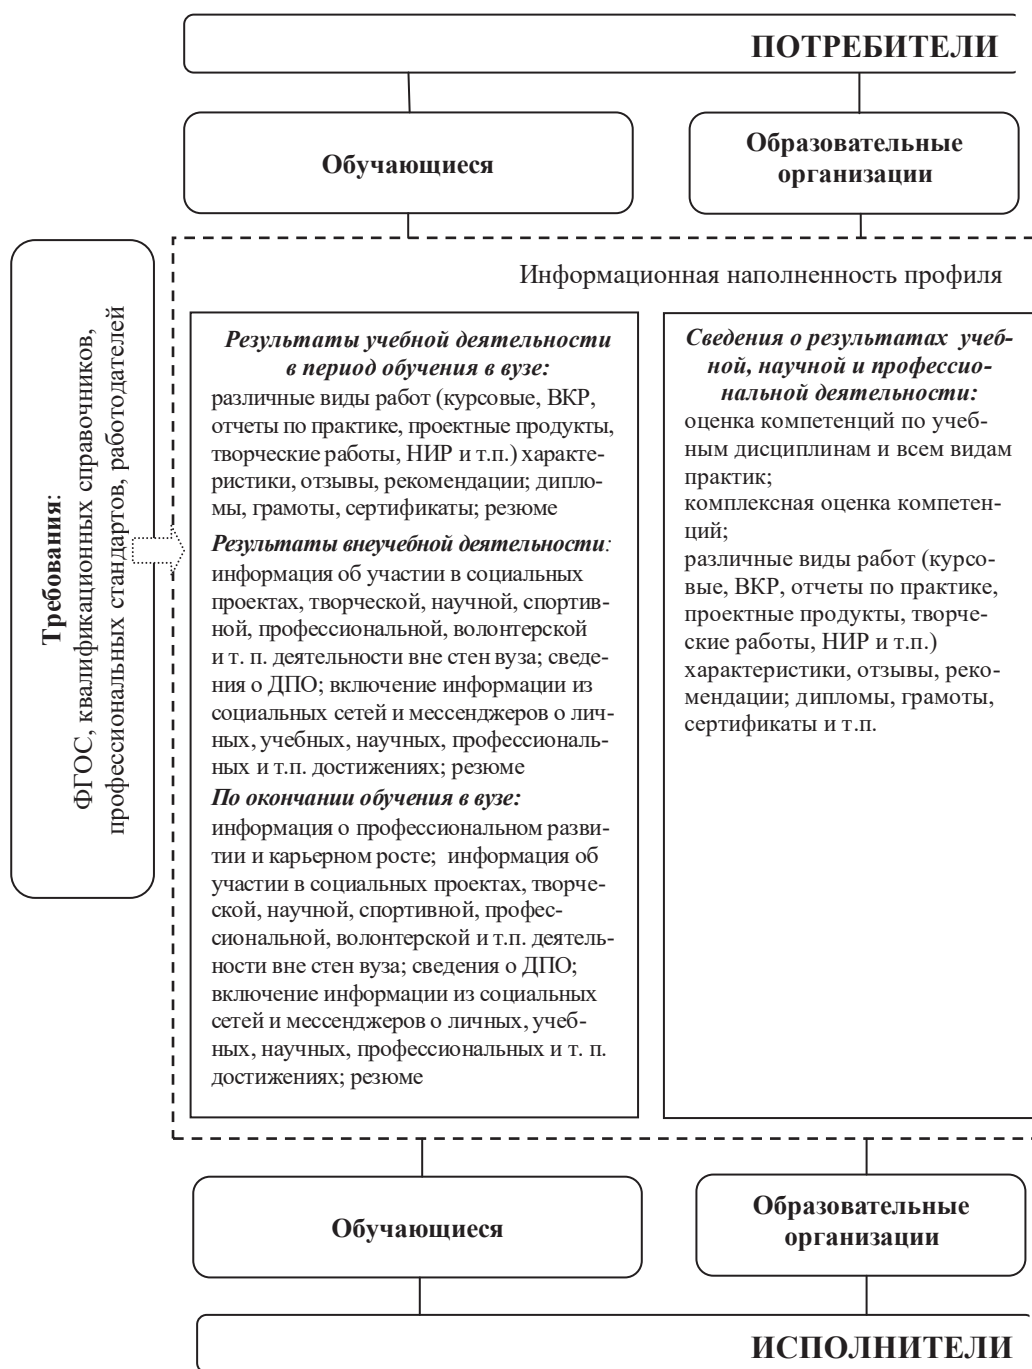 ПОТРЕБИТЕЛИ
Обучающиеся
Образовательные
организации
Требования:
ФГОС, квалификационных справочников,
профессиональных стандартов, работодателей
Информационная наполненность профиля
Результаты учебной деятельности
в период обучения в вузе:
различные виды работ (курсовые, ВКР,
отчеты по практике, проектные продукты,
творческие работы, НИР и т.п.) характе-
ристики, отзывы, рекомендации; дипло-
мы, грамоты, сертификаты; резюме
Результаты внеучебной деятельности:
информация об участии в социальных
проектах, творческой, научной, спортив-
ной, профессиональной, волонтерской
и т. п. деятельности вне стен вуза; сведе-
ния о ДПО; включение информации из
социальных сетей и мессенджеров о лич-
ных, учебных, научных, профессиональ-
ных и т.п. достижениях; резюме
По окончании обучения в вузе:
информация о профессиональном разви-
тии и карьерном росте; информация об
участии в социальных проектах, творче-
ской, научной, спортивной, профес-
сиональной, волонтерской и т.п. деятель-
ности вне стен вуза; сведения о ДПО;
включение информации из социальных
сетей и мессенджеров о личных, учеб-
ных, научных, профессиональных и т. п.
достижениях; резюме
Сведения о результатах учеб-
ной, научной и профессио-
нальной деятельности:
оценка компетенций по учеб-
ным дисциплинам и всем видам
практик;
комплексная оценка компетен-
ций;
различные виды работ (курсо-
вые, ВКР, отчеты по практике,
проектные продукты, творче-
ские работы, НИР и т.п.)
характеристики, отзывы, реко-
мендации; дипломы, грамоты,
сертификаты и т.п.
Обучающиеся
Образовательные
организации
ИСПОЛНИТЕЛИ